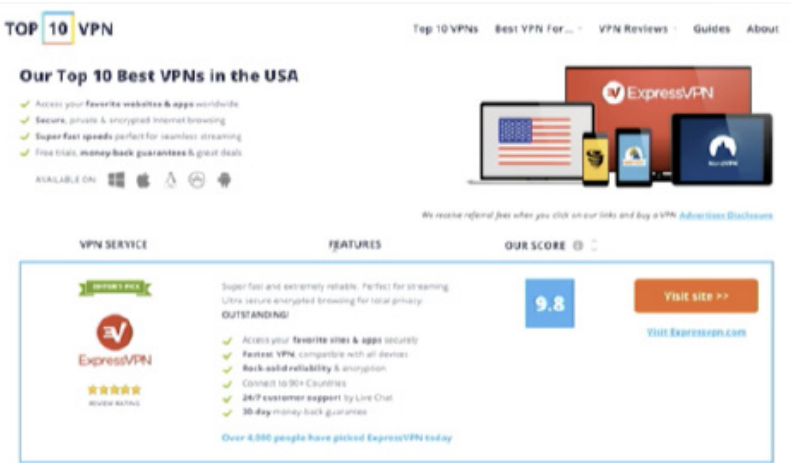 TOP 10 VPN
Top 10 VPNs Best VPN For... VPN Reviews Guides About
Our Top 10 Best VPNs in the USA
Access your favorite websites & apps worldwide
Secure, private & encrypted internet browsing
Super fast speeds perfect for seamless streaming
Free trials, money-back guarantees & great deals
AVAILABLE ON
ExpressVPN
NordVPN
We receive referral fees when you click on our links and buy a VPN Advertiser Disclosure
VPN SERVICE FEATURES OUR SCORE
EDITOR'S PICK
ExpressVPN
REVIEW RATING
Super fast and extremely reliable. Perfect for streaming.
Ultra secure encrypted browsing for total privacy.
OUTSTANDING!
Access your favorite sites & apps securely
Fastest VPN, compatible with all devices
Rock-solid reliability & encryption
Connect to 90+ Countries
24/7 customer support by Live Chat
30-day money-back guarantee
Over 4,000 people have picked ExpressVPN today
9.8
Visit site >>
Visit Expressvpn.com